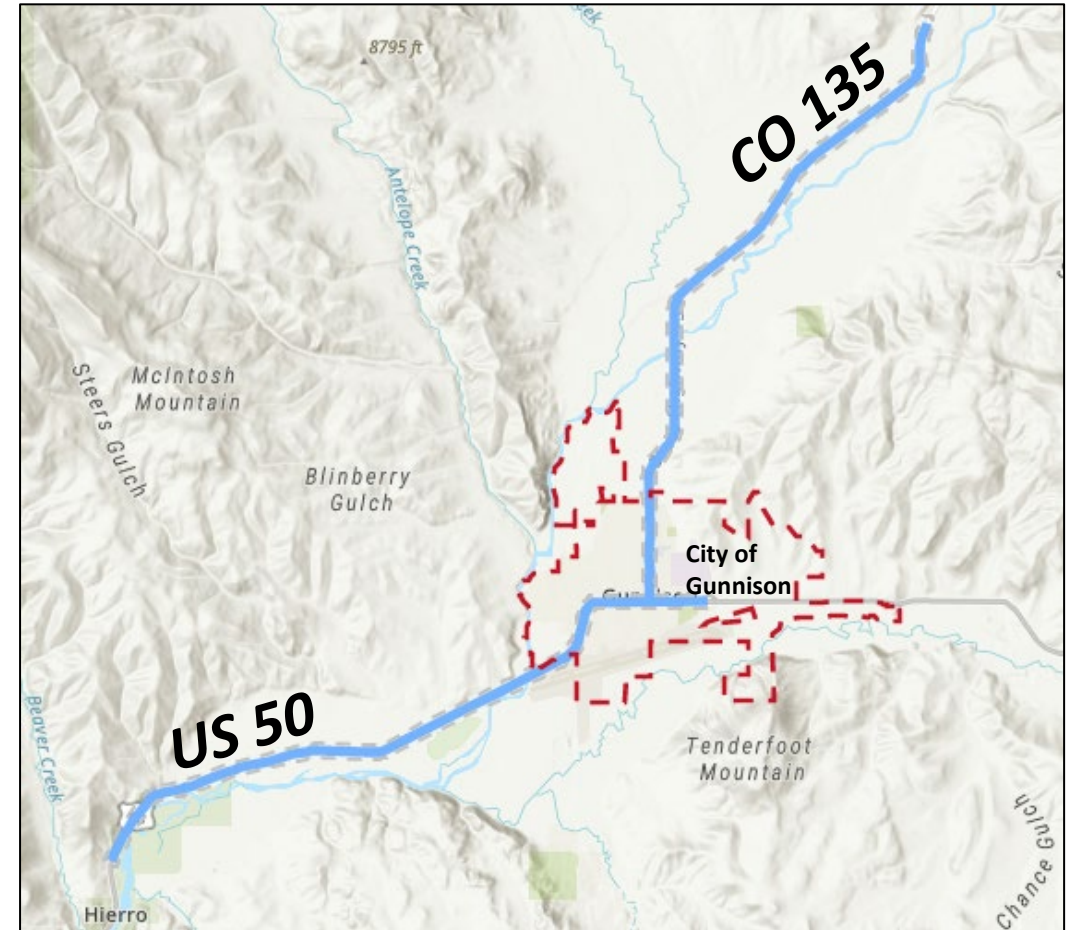 8795 ft
CO 135
Antelope Creek
McIntosh
Mountain
Steers Gulch
Blinberry
Gulch
City of
Gunnison
US 50
Beaver Creek
Tenderfoot
Mountain
Chance Gulch
Hierro